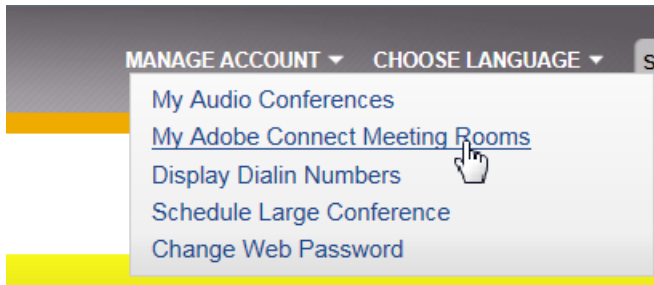 MANAGE ACCOUNT CHOOSE LANGUAGE
My Audio Conferences
My Adobe Connect Meeting Rooms
Display Dialin Numbers
Schedule Large Conference
Change Web Password